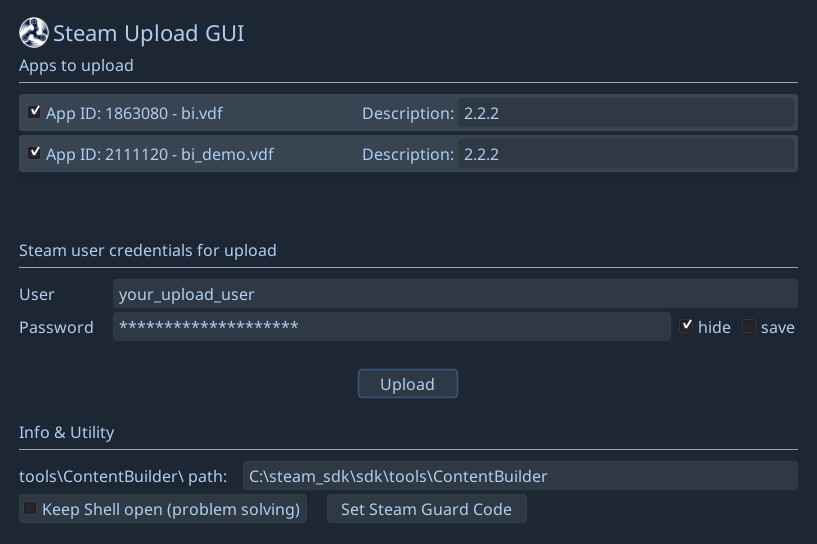 Steam Upload GUI
Apps to upload
App ID: 1863080 - bi.vdf Description: 2.2.2
App ID: 2111120 - bi_demo.vdf Description: 2.2.2
Steam user credentials for upload
User your_upload_user
Password ******************** hide save
Upload
Info & Utility
tools\ContentBuilder\ path: C:\steam_sdk\sdk\tools\ContentBuilder
Keep Shell open (problem solving) Set Steam Guard Code